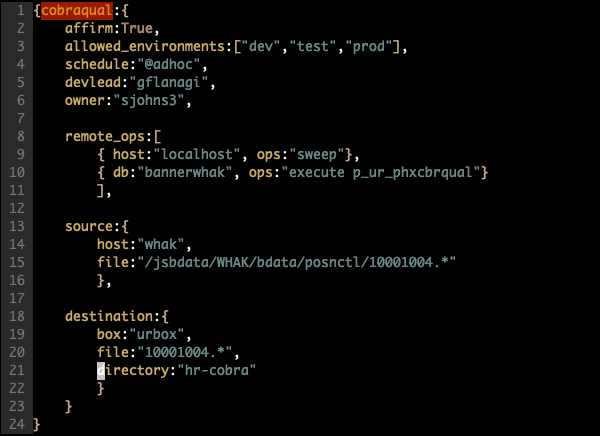 1 {cobraqual:{
2     affirm:True,
3     allowed_environments:["dev","test","prod"],
4     schedule:"@adhoc",
5     devlead:"gflanagi",
6     owner:"sjohns3",
7
8     remote_ops:[
9         { host:"localhost", ops:"sweep"},
10         { db:"bannerwhak", ops:"execute p_ur_phxcbrqual"}
11         ],
12
13     source:{
14         host:"whak",
15         file:"/jsbdata/WHAK/bdata/posnctl/10001004.*"
16         },
17
18     destination:{
19         box:"urbox",
20         file:"10001004.*",
21         directory:"hr-cobra"
22         }
23     }
24 }